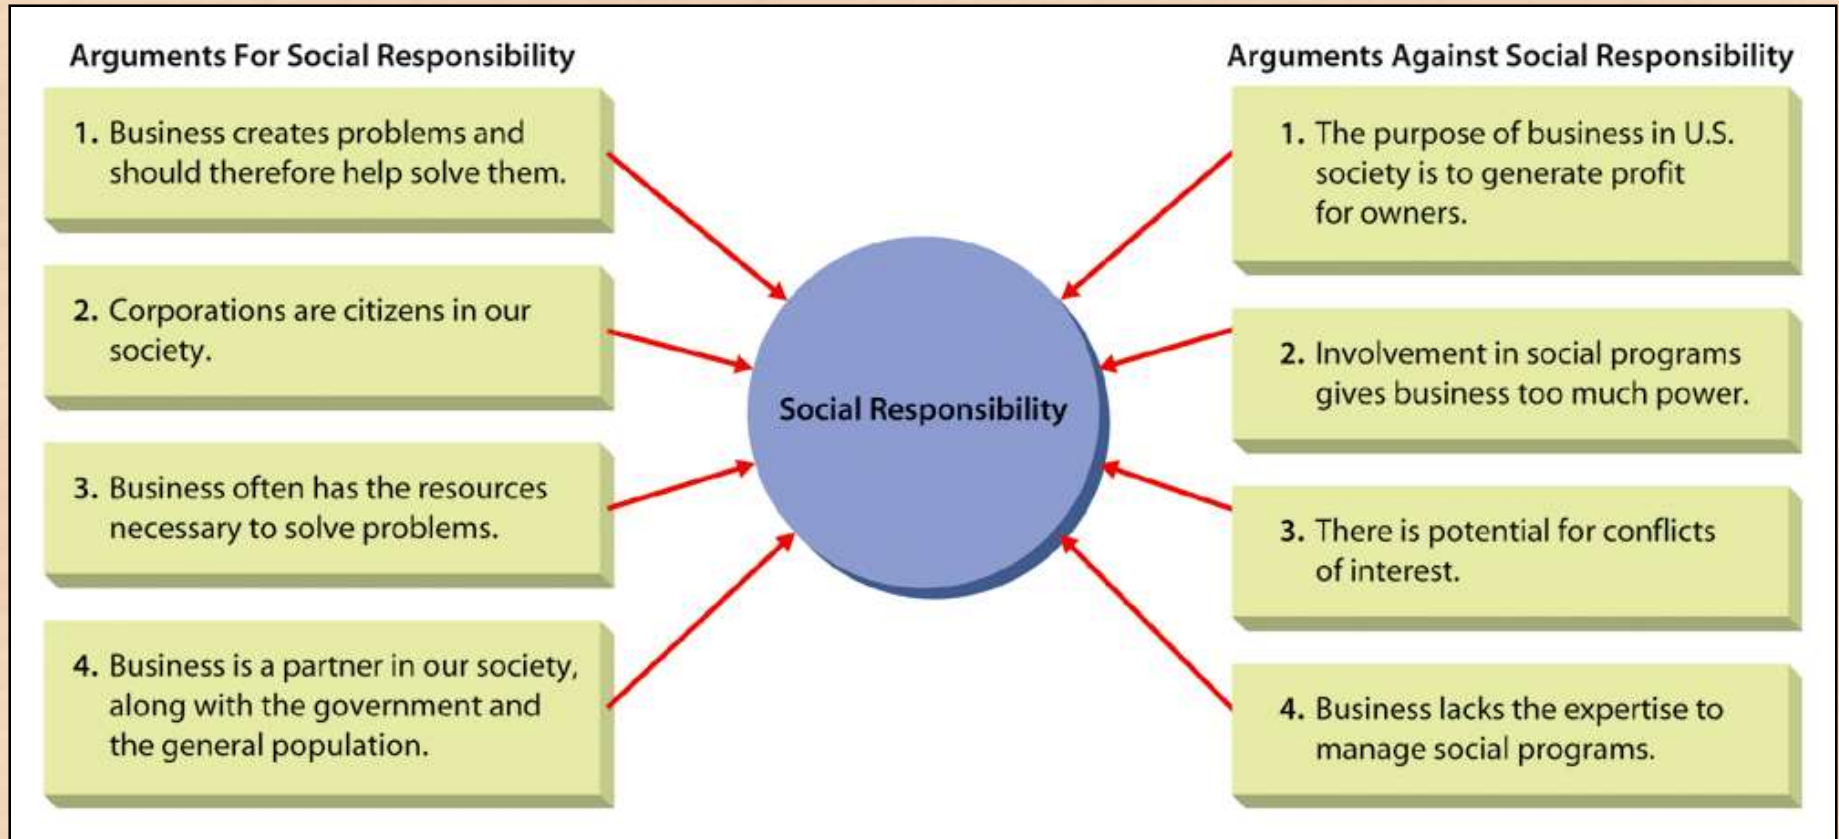 Arguments For Social Responsibility
1. Business creates problems and
should therefore help solve them.
2. Corporations are citizens in our
society.
3. Business often has the resources
necessary to solve problems.
4. Business is a partner in our society,
along with the government and
the general population.
Social Responsibility
Arguments Against Social Responsibility
1. The purpose of business in U.S.
society is to generate profit
for owners.
2. Involvement in social programs
gives business too much power.
3. There is potential for conflicts
of interest.
4. Business lacks the expertise to
manage social programs.